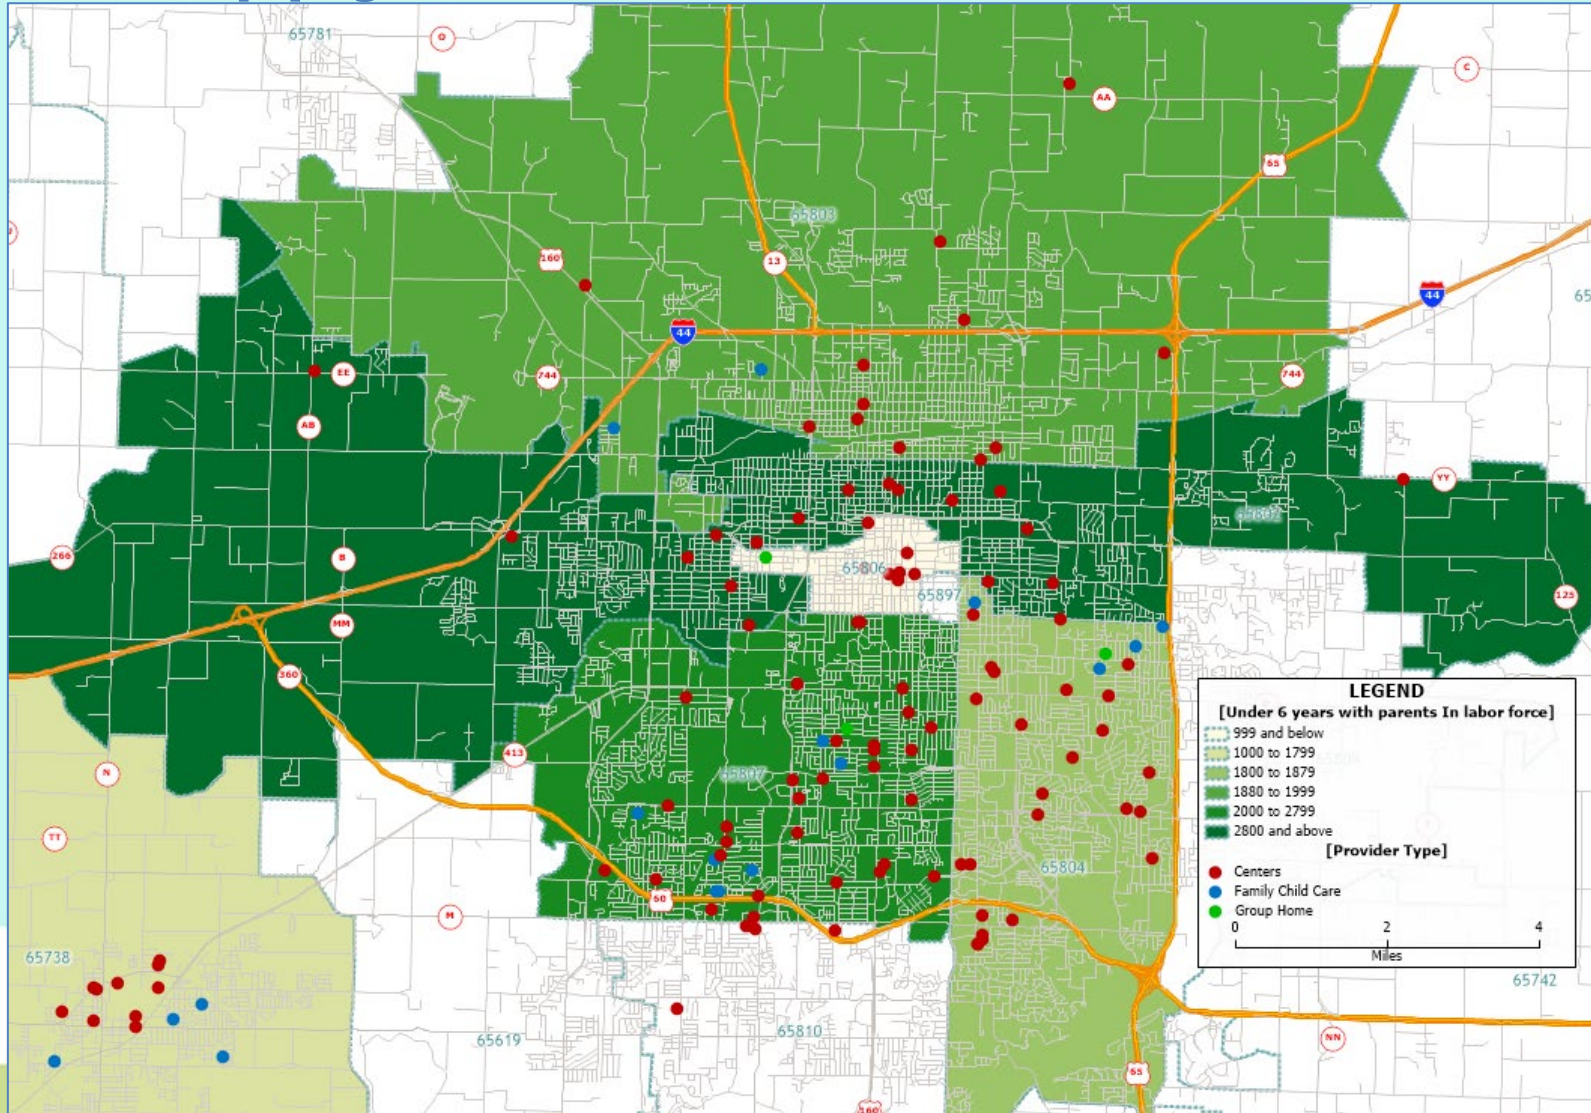 65781
O
C
AA
65
65803
160
13
44
44
744
744
EE
AB
YY
65802
266
B
65806
65897
125
MM
360
413
N
65807
TT
65804
60
M
65738
65742
65619
65810
NN
65
160
LEGEND
[Under 6 years with parents In labor force]
999 and below
1000 to 1799
1800 to 1879
1880 to 1999
2000 to 2799
2800 and above
[Provider Type]
Centers
Family Child Care
Group Home
0 2 4
Miles